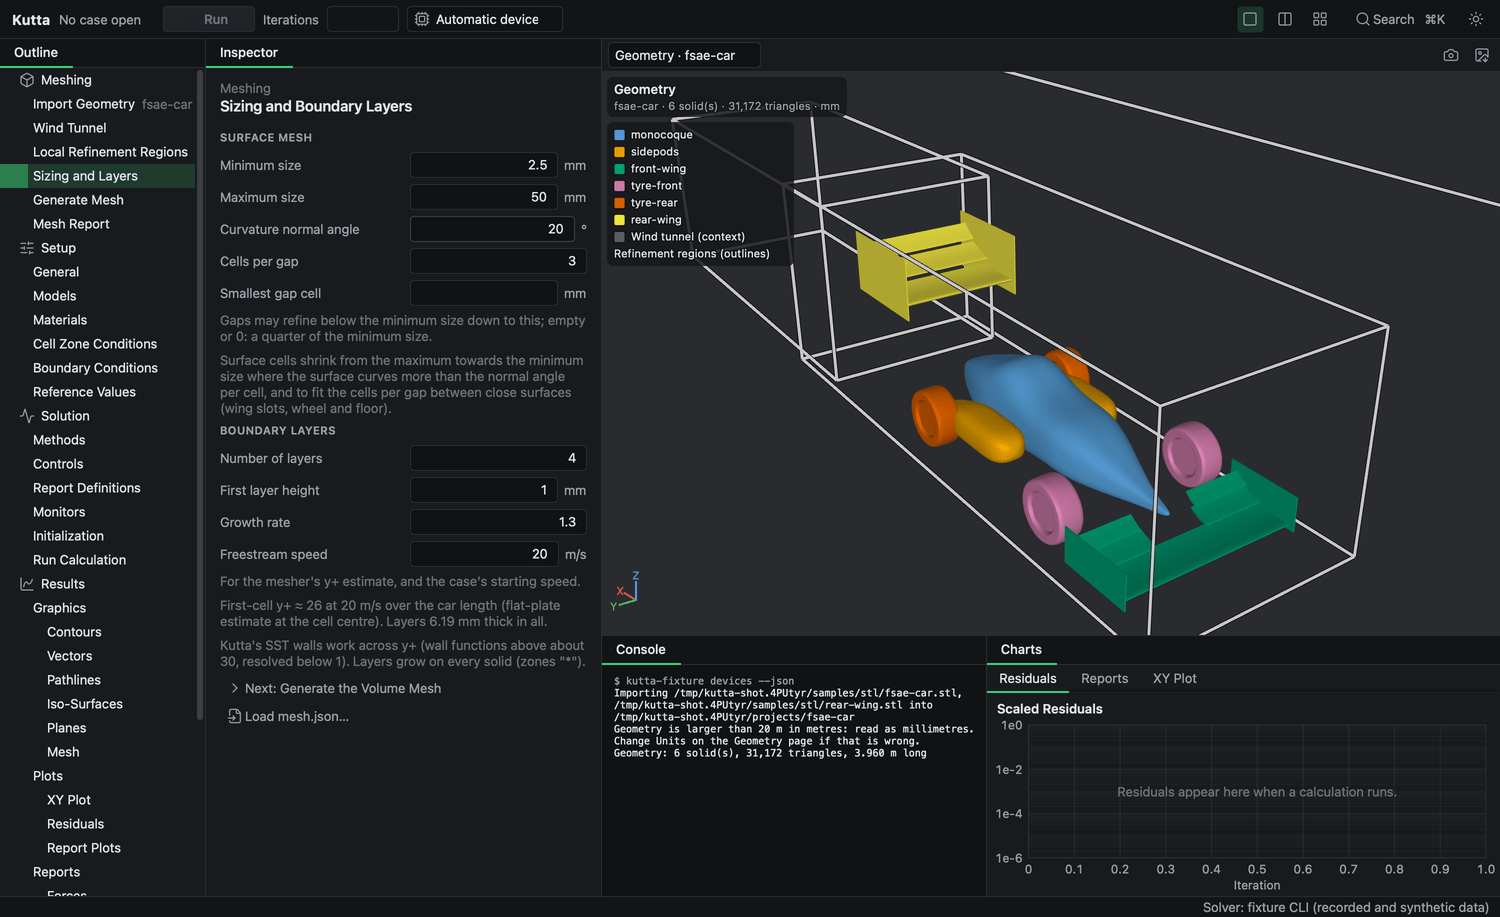 Kutta No case open Run Iterations Automatic device Search ⌘K
Outline
Meshing
Import Geometry fsae-car
Wind Tunnel
Local Refinement Regions
Sizing and Layers
Generate Mesh
Mesh Report
Setup
General
Models
Materials
Cell Zone Conditions
Boundary Conditions
Reference Values
Solution
Methods
Controls
Report Definitions
Monitors
Initialization
Run Calculation
Results
Graphics
Contours
Vectors
Pathlines
Iso-Surfaces
Planes
Mesh
Plots
XY Plot
Residuals
Report Plots
Reports
Forces
Inspector
Meshing
Sizing and Boundary Layers
SURFACE MESH
Minimum size 2.5 mm
Maximum size 50 mm
Curvature normal angle 20 °
Cells per gap 3
Smallest gap cell mm
Gaps may refine below the minimum size down to this; empty
or 0: a quarter of the minimum size.
Surface cells shrink from the maximum towards the minimum
size where the surface curves more than the normal angle
per cell, and to fit the cells per gap between close surfaces
(wing slots, wheel and floor).
BOUNDARY LAYERS
Number of layers 4
First layer height 1 mm
Growth rate 1.3
Freestream speed 20 m/s
For the mesher's y+ estimate, and the case's starting speed.
First-cell y+ ≈ 26 at 20 m/s over the car length (flat-plate
estimate at the cell centre). Layers 6.19 mm thick in all.
Kutta's SST walls work across y+ (wall functions above about
30, resolved below 1). Layers grow on every solid (zones "*").
Next: Generate the Volume Mesh
Load mesh.json...
Geometry · fsae-car
Geometry
fsae-car · 6 solid(s) · 31,172 triangles · mm
monocoque
sidepods
front-wing
tyre-front
tyre-rear
rear-wing
Wind tunnel (context)
Refinement regions (outlines)
Z
X
Y
Console
$ kutta-fixture devices --json
Importing /tmp/kutta-shot.4PUtyr/samples/stl/fsae-car.stl,
/tmp/kutta-shot.4PUtyr/samples/stl/rear-wing.stl into
/tmp/kutta-shot.4PUtyr/projects/fsae-car
Geometry is larger than 20 m in metres: read as millimetres.
Change Units on the Geometry page if that is wrong.
Geometry: 6 solid(s), 31,172 triangles, 3.960 m long
Charts
Residuals Reports XY Plot
Scaled Residuals
1e0
1e-2
1e-4
1e-6
Residuals appear here when a calculation runs.
0 0.1 0.2 0.3 0.4 0.5 0.6 0.7 0.8 0.9 1.0
Iteration
Solver: fixture CLI (recorded and synthetic data)